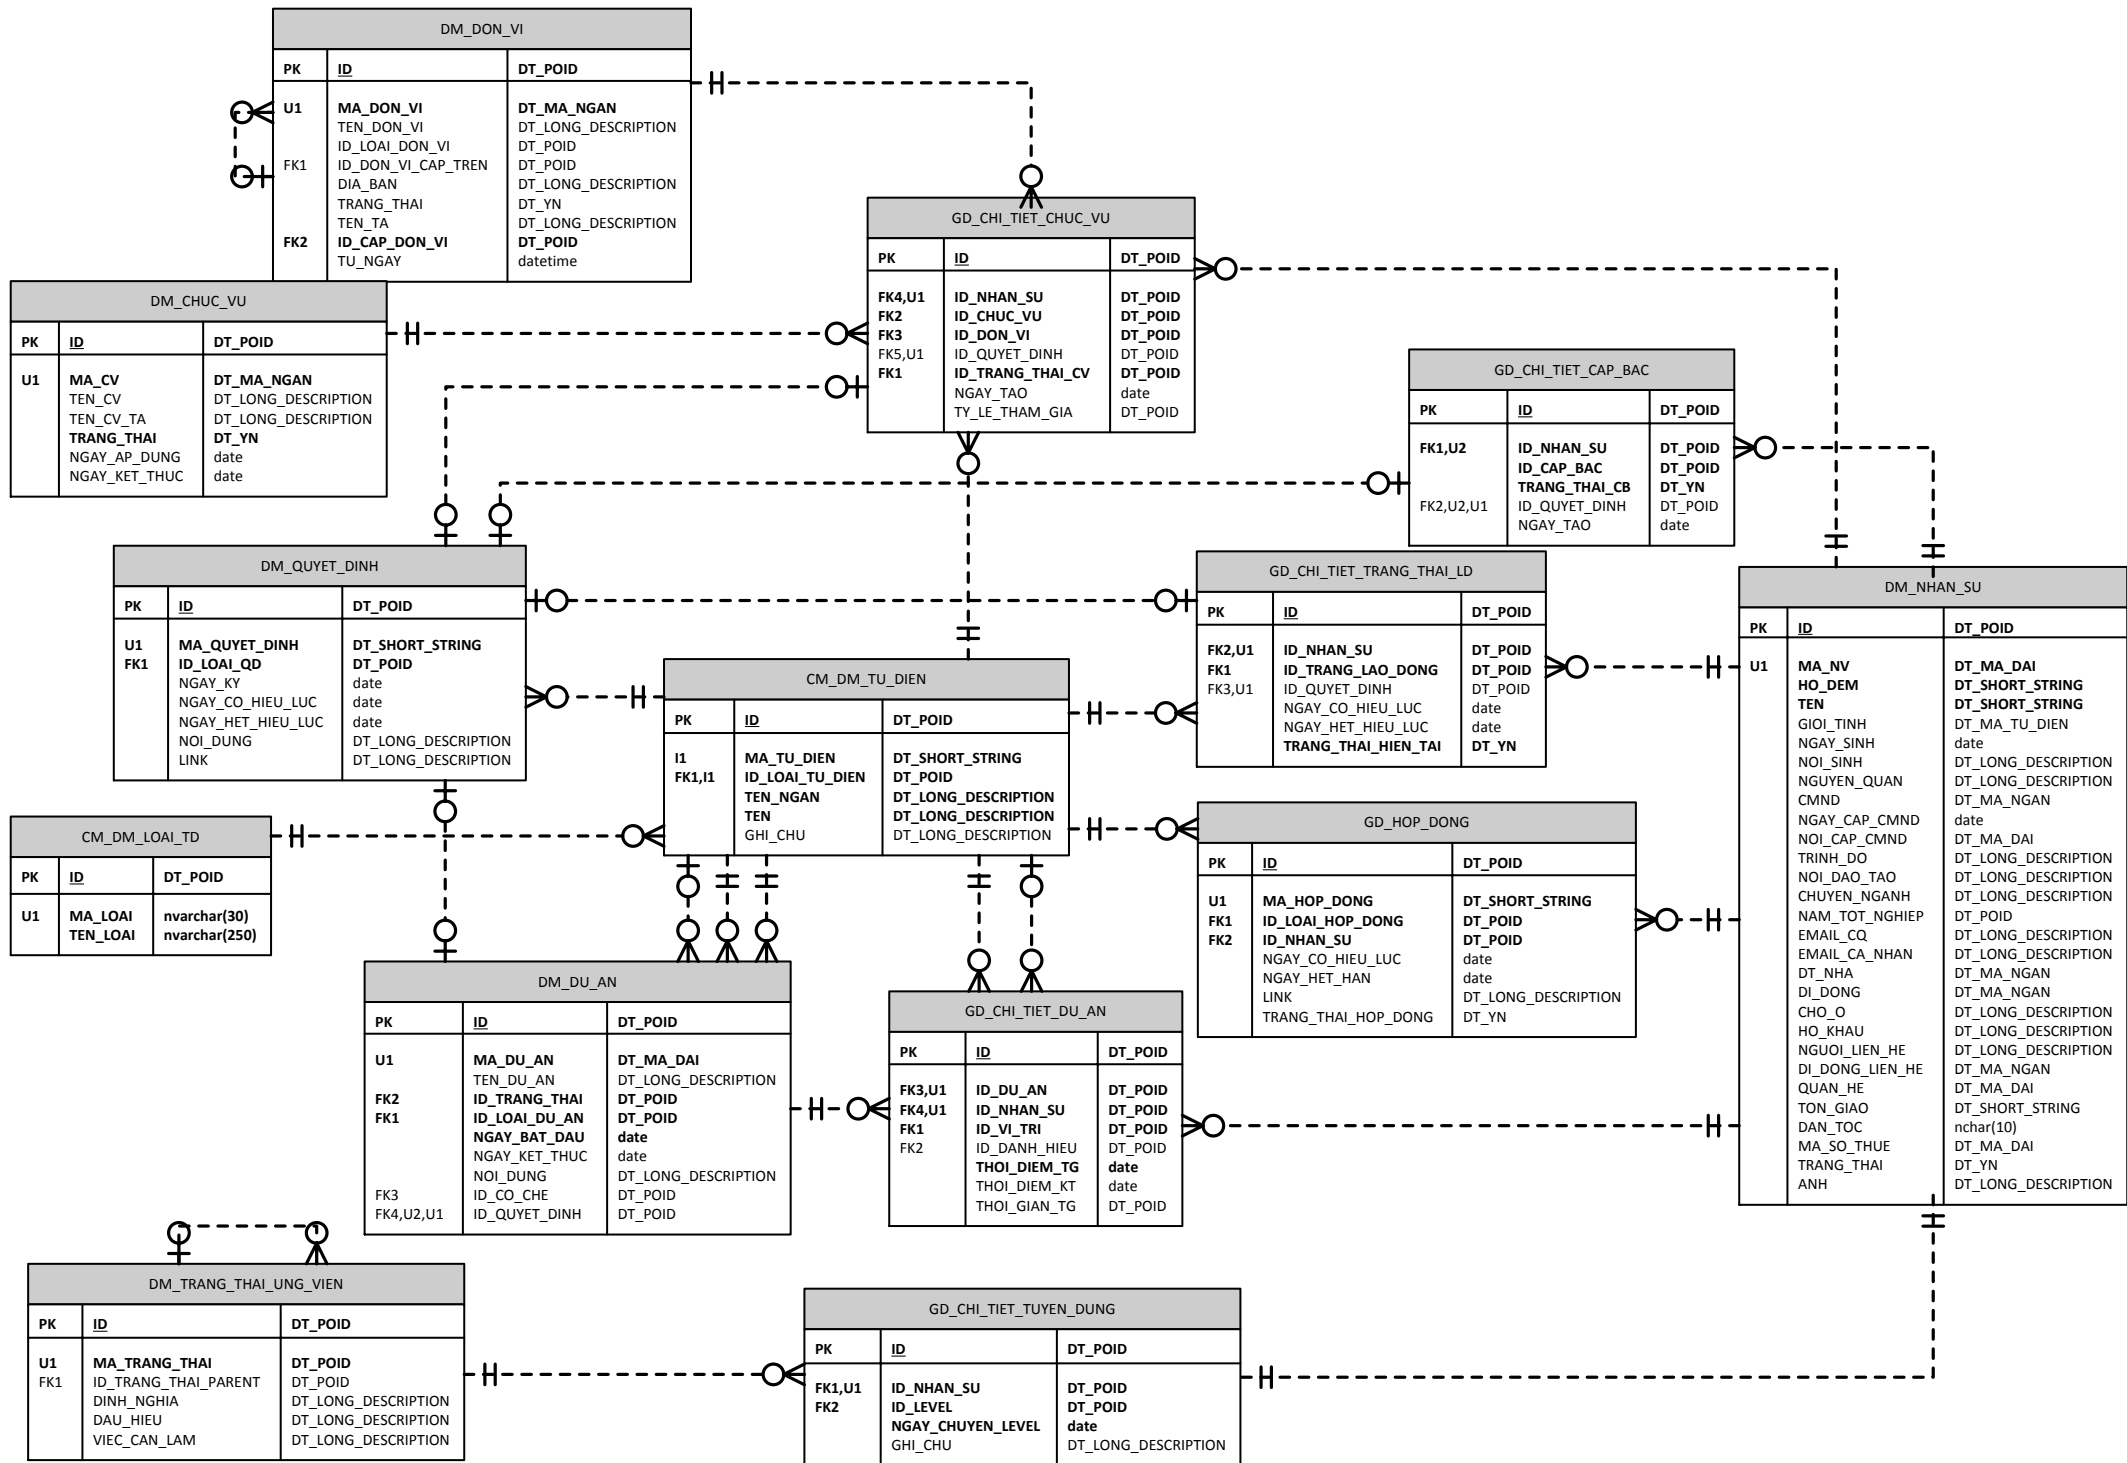 DM_DON_VI
PK ID DT_POID
U1 MA_DON_VI DT_MA_NGAN
TEN_DON_VI DT_LONG_DESCRIPTION
ID_LOAI_DON_VI DT_POID
FK1 ID_DON_VI_CAP_TREN DT_POID
DIA_BAN DT_LONG_DESCRIPTION
TRANG_THAI DT_YN
TEN_TA DT_LONG_DESCRIPTION
FK2 ID_CAP_DON_VI DT_POID
TU_NGAY datetime
GD_CHI_TIET_CHUC_VU
PK ID DT_POID
FK4,U1 ID_NHAN_SU DT_POID
FK2 ID_CHUC_VU DT_POID
FK3 ID_DON_VI DT_POID
FK5,U1 ID_QUYET_DINH DT_POID
FK1 ID_TRANG_THAI_CV DT_POID
NGAY_TAO date
TY_LE_THAM_GIA DT_POID
DM_CHUC_VU
PK ID DT_POID
U1 MA_CV DT_MA_NGAN
TEN_CV DT_LONG_DESCRIPTION
TEN_CV_TA DT_LONG_DESCRIPTION
TRANG_THAI DT_YN
NGAY_AP_DUNG date
NGAY_KET_THUC date
GD_CHI_TIET_CAP_BAC
PK ID DT_POID
FK1,U2 ID_NHAN_SU DT_POID
ID_CAP_BAC DT_POID
TRANG_THAI_CB DT_YN
FK2,U2,U1 ID_QUYET_DINH DT_POID
NGAY_TAO date
DM_QUYET_DINH
PK ID DT_POID
U1 MA_QUYET_DINH DT_SHORT_STRING
FK1 ID_LOAI_QD DT_POID
NGAY_KY date
NGAY_CO_HIEU_LUC date
NGAY_HET_HIEU_LUC date
NOI_DUNG DT_LONG_DESCRIPTION
LINK DT_LONG_DESCRIPTION
GD_CHI_TIET_TRANG_THAI_LD
PK ID DT_POID
FK2,U1 ID_NHAN_SU DT_POID
FK1 ID_TRANG_LAO_DONG DT_POID
FK3,U1 ID_QUYET_DINH DT_POID
NGAY_CO_HIEU_LUC date
NGAY_HET_HIEU_LUC date
TRANG_THAI_HIEN_TAI DT_YN
DM_NHAN_SU
PK ID DT_POID
U1 MA_NV DT_MA_DAI
HO_DEM DT_SHORT_STRING
TEN DT_SHORT_STRING
GIOI_TINH DT_MA_TU_DIEN
NGAY_SINH date
NOI_SINH DT_LONG_DESCRIPTION
NGUYEN_QUAN DT_LONG_DESCRIPTION
CMND DT_MA_NGAN
NGAY_CAP_CMND date
NOI_CAP_CMND DT_MA_DAI
TRINH_DO DT_LONG_DESCRIPTION
NOI_DAO_TAO DT_LONG_DESCRIPTION
CHUYEN_NGANH DT_LONG_DESCRIPTION
NAM_TOT_NGHIEP DT_POID
EMAIL_CQ DT_LONG_DESCRIPTION
EMAIL_CA_NHAN DT_LONG_DESCRIPTION
DT_NHA DT_MA_NGAN
DI_DONG DT_MA_NGAN
CHO_O DT_LONG_DESCRIPTION
HO_KHAU DT_LONG_DESCRIPTION
NGUOI_LIEN_HE DT_LONG_DESCRIPTION
DI_DONG_LIEN_HE DT_MA_NGAN
QUAN_HE DT_MA_DAI
TON_GIAO DT_SHORT_STRING
DAN_TOC nchar(10)
MA_SO_THUE DT_MA_DAI
TRANG_THAI DT_YN
ANH DT_LONG_DESCRIPTION
CM_DM_TU_DIEN
PK ID DT_POID
I1 MA_TU_DIEN DT_SHORT_STRING
FK1,I1 ID_LOAI_TU_DIEN DT_POID
TEN_NGAN DT_LONG_DESCRIPTION
TEN DT_LONG_DESCRIPTION
GHI_CHU DT_LONG_DESCRIPTION
CM_DM_LOAI_TD
PK ID DT_POID
U1 MA_LOAI nvarchar(30)
TEN_LOAI nvarchar(250)
GD_HOP_DONG
PK ID DT_POID
U1 MA_HOP_DONG DT_SHORT_STRING
FK1 ID_LOAI_HOP_DONG DT_POID
FK2 ID_NHAN_SU DT_POID
NGAY_CO_HIEU_LUC date
NGAY_HET_HAN date
LINK DT_LONG_DESCRIPTION
TRANG_THAI_HOP_DONG DT_YN
DM_DU_AN
PK ID DT_POID
U1 MA_DU_AN DT_MA_DAI
TEN_DU_AN DT_LONG_DESCRIPTION
FK2 ID_TRANG_THAI DT_POID
FK1 ID_LOAI_DU_AN DT_POID
NGAY_BAT_DAU date
NGAY_KET_THUC date
NOI_DUNG DT_LONG_DESCRIPTION
FK3 ID_CO_CHE DT_POID
FK4,U2,U1 ID_QUYET_DINH DT_POID
GD_CHI_TIET_DU_AN
PK ID DT_POID
FK3,U1 ID_DU_AN DT_POID
FK4,U1 ID_NHAN_SU DT_POID
FK1 ID_VI_TRI DT_POID
FK2 ID_DANH_HIEU DT_POID
THOI_DIEM_TG date
THOI_DIEM_KT date
THOI_GIAN_TG DT_POID
DM_TRANG_THAI_UNG_VIEN
PK ID DT_POID
U1 MA_TRANG_THAI DT_POID
FK1 ID_TRANG_THAI_PARENT DT_POID
DINH_NGHIA DT_LONG_DESCRIPTION
DAU_HIEU DT_LONG_DESCRIPTION
VIEC_CAN_LAM DT_LONG_DESCRIPTION
GD_CHI_TIET_TUYEN_DUNG
PK ID DT_POID
FK1,U1 ID_NHAN_SU DT_POID
FK2 ID_LEVEL DT_POID
NGAY_CHUYEN_LEVEL date
GHI_CHU DT_LONG_DESCRIPTION